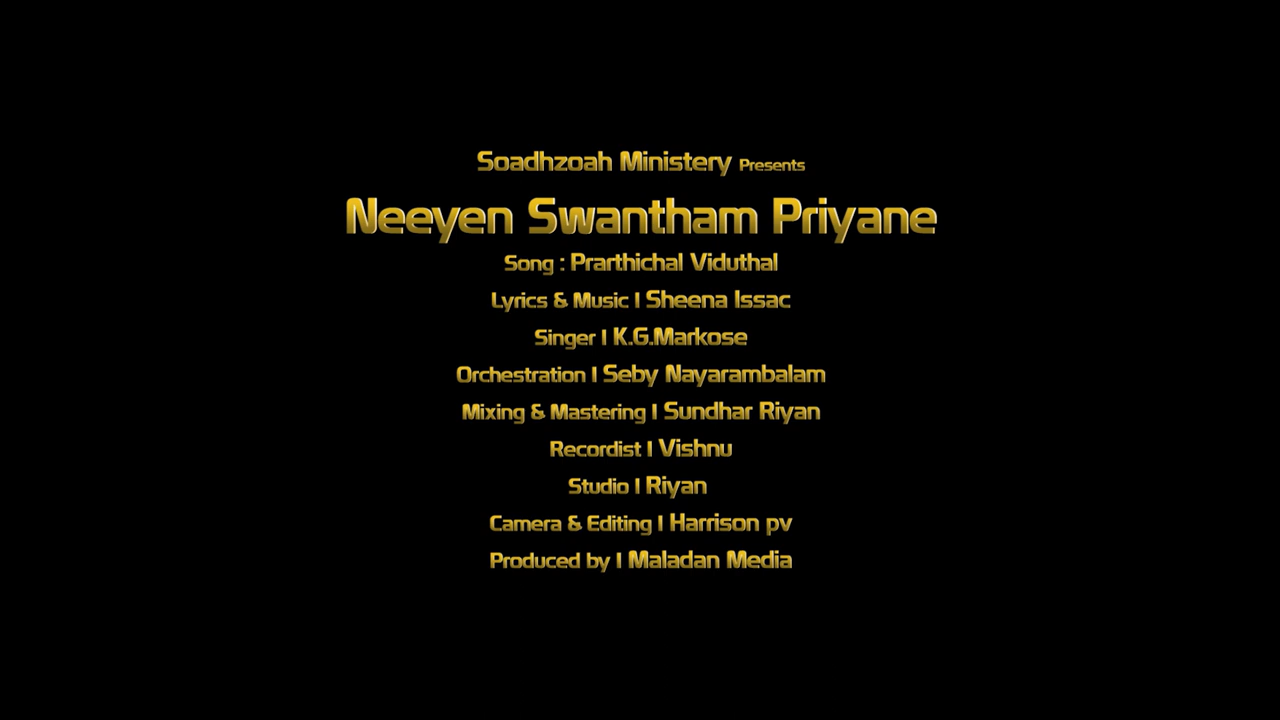 Soadhzoah Ministery Presents
Neeyen Swantham Priyane
Song : Prarthichal Viduthal
Lyrics & Music I Sheena Issac
Singer I K.G.Markose
Orchestration I Seby Nayarambalam
Mixing & Mastering I Sundhar Riyan
Recordist I Vishnu
Studio I Riyan
Camera & Editing I Harrison pv
Produced by I Maladan Media